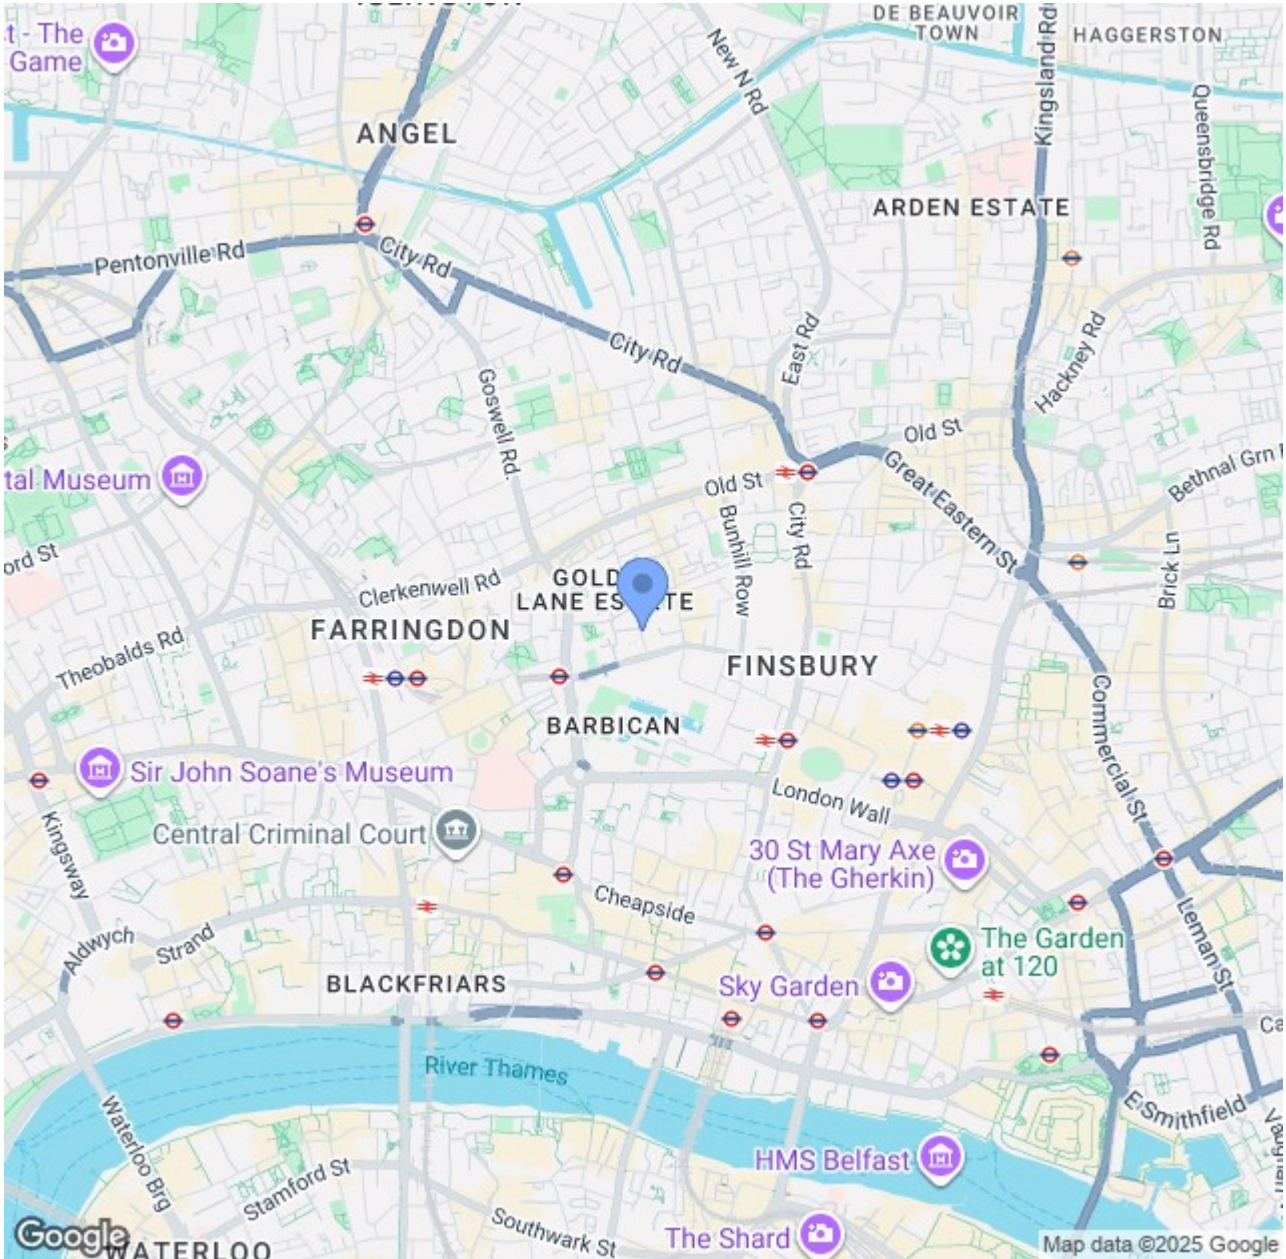 DE BEAUVOIR
TOWN
HAGGERSTON
t - The
Game
New N Rd
Kingsland Rd
Queensbridge Rd
ANGEL
ARDEN ESTATE
Pentonville Rd
City Rd
City Rd
East Rd
Hackney Rd
Goswell Rd.
Old St
Great Eastern St
Bethnal Grn
tal Museum
Old St
Bunhill Row
City Rd
Brick Ln
ord St
Clerkenwell Rd
LANE
FARRINGDON
Theobalds Rd
FINSBURY
Commercial St
BARBICAN
Sir John Soane's Museum
London Wall
Kingsway
Central Criminal Court
30 St Mary Axe
(The Gherkin)
Cheapside
Leman St
Aldwych
Strand
The Garden
at 120
BLACKFRIARS
Sky Garden
Ca
River Thames
E Smithfield
Waterloo Brg
HMS Belfast
Stamford St
Southwark St
The Shard
Google
WATERLOO
Map data ©2025 Google